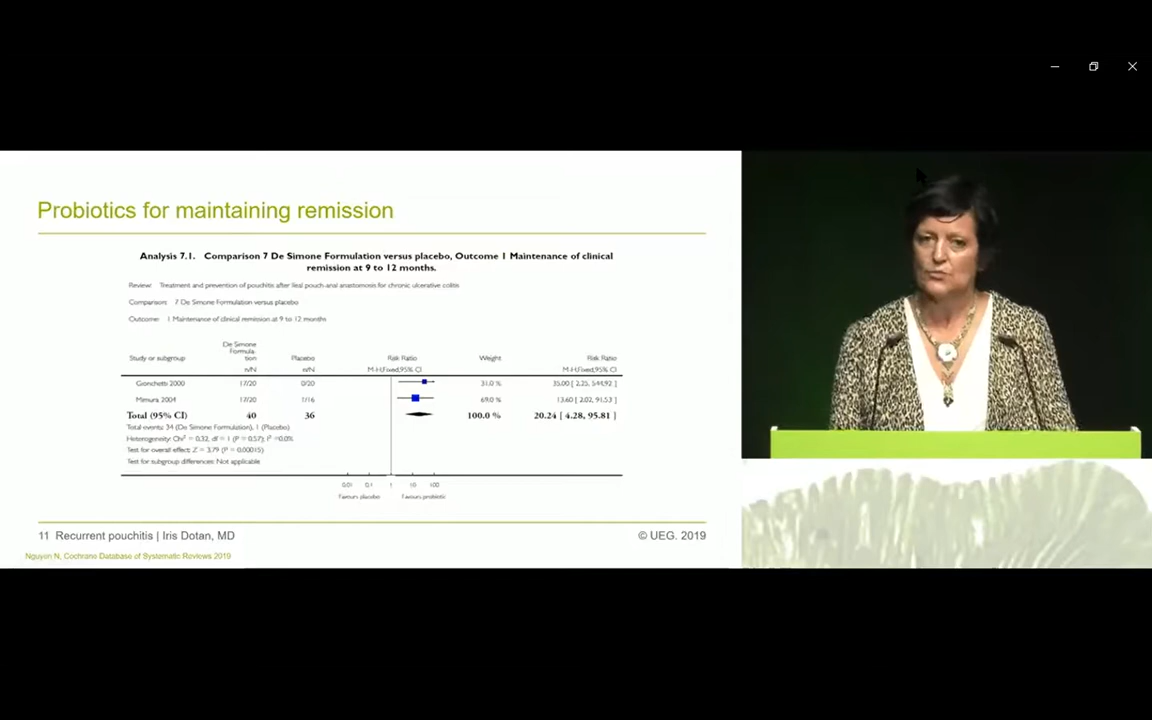 Probiotics for maintaining remission
Analysis 7.1. Comparison 7 De Simone Formulation versus placebo, Outcome 1 Maintenance of clinical
remission at 9 to 12 months.
Review: Treatment and prevention of pouchitis after ileal pouch-anal anastomosis for chronic ulcerative colitis
Comparison: 7 De Simone Formulation versus placebo
Outcome: 1 Maintenance of clinical remission at 9 to 12 months
Study or subgroup De Simone Formula- tion Placebo Risk Ratio Weight Risk Ratio
n/N n/N M-H,Fixed,95% CI M-H,Fixed,95% CI
Gionchetti 2000 17/20 0/20 31.0 % 35.00 [ 2.25, 544.92 ]
Mimura 2004 17/20 1/16 69.0 % 13.60 [ 2.02, 91.53 ]
Total (95% CI) 40 36 100.0 % 20.24 [ 4.28, 95.81 ]
Total events: 34 (De Simone Formulation), 1 (Placebo)
Heterogeneity: Chi² = 0.32, df = 1 (P = 0.57); I² =0.0%
Test for overall effect: Z = 3.79 (P = 0.00015)
Test for subgroup differences: Not applicable
0.01 0.1 1 10 100
Favours placebo Favours probiotic
11 Recurrent pouchitis | Iris Dotan, MD © UEG. 2019
Nguyen N, Cochrane Database of Systematic Reviews 2019